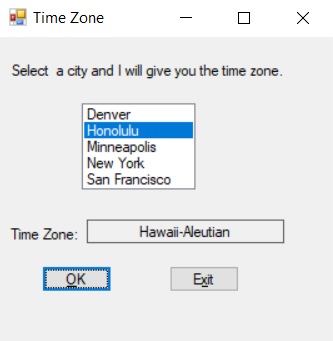 Time Zone
Select a city and I will give you the time zone.
Denver
Honolulu
Minneapolis
New York
San Francisco
Time Zone: Hawaii-Aleutian
OK Exit